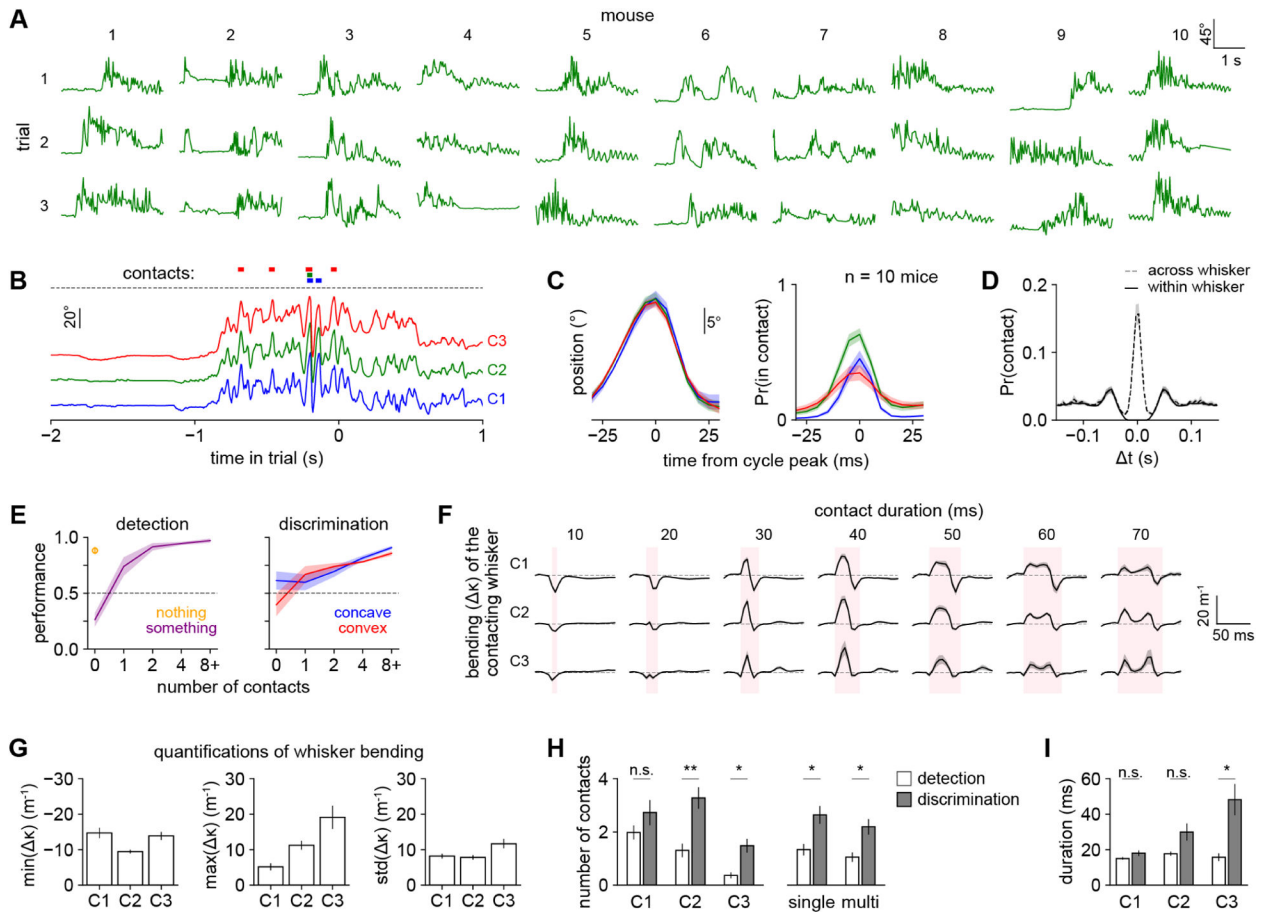 A
mouse
1 2 3 4 5 6 7 8 9 10
45°
1 s
trial
1
2
3
B
contacts:
20°
C3
C2
C1
−2 −1 0 1
time in trial (s)
C
n = 10 mice
position (°)
5°
−25 0 25
Pr(in contact)
1
0
−25 0 25
time from cycle peak (ms)
D
across whisker
within whisker
Pr(contact)
0.2
0.1
0.0
−0.1 0.0 0.1
Δt (s)
E
detection
discrimination
performance
1.0
0.5
0.0
nothing
something
concave
convex
0 1 2 4 8+
0 1 2 4 8+
number of contacts
F
contact duration (ms)
10 20 30 40 50 60 70
bending (Δκ) of the
contacting whisker
C1
C2
C3
20 m⁻¹
50 ms
G
quantifications of whisker bending
min(Δκ) (m⁻¹)
−30
−20
−10
0
C1 C2 C3
max(Δκ) (m⁻¹)
30
20
10
0
C1 C2 C3
std(Δκ) (m⁻¹)
30
20
10
0
C1 C2 C3
H
number of contacts
4
2
0
n.s. ** * * *
detection
discrimination
C1 C2 C3 single multi
I
duration (ms)
60
40
20
0
n.s. n.s. *
C1 C2 C3